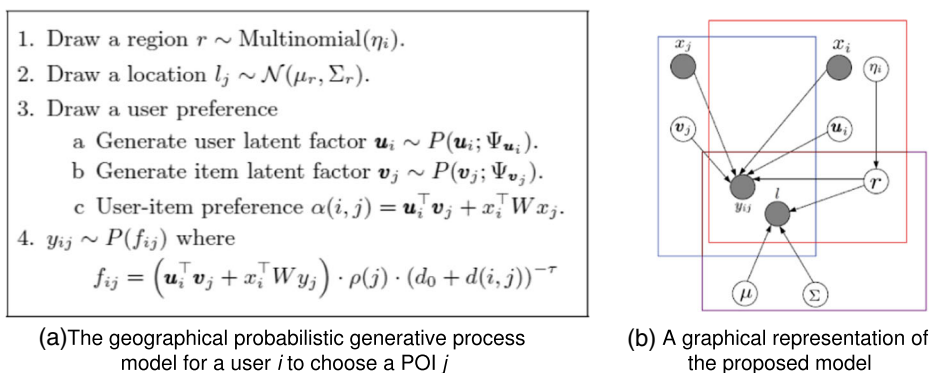 1. Draw a region r ∼ Multinomial(ηᵢ).
2. Draw a location lⱼ ∼ 𝒩(μᵣ, Σᵣ).
3. Draw a user preference
a Generate user latent factor 𝒖ᵢ ∼ P(𝒖ᵢ; Ψ_𝒖ᵢ).
b Generate item latent factor 𝒗ⱼ ∼ P(𝒗ⱼ; Ψ_𝒗ⱼ).
c User-item preference α(i, j) = 𝒖ᵢ⊤𝒗ⱼ + xᵢ⊤Wxⱼ.
4. yᵢⱼ ∼ P(fᵢⱼ) where
fᵢⱼ = (𝒖ᵢ⊤𝒗ⱼ + xᵢ⊤Wyⱼ) · ρ(j) · (d₀ + d(i, j))^−τ
(a)The geographical probabilistic generative process
model for a user i to choose a POI j
xⱼ xᵢ
ηᵢ
𝒗ⱼ 𝒖ᵢ
r
yᵢⱼ l
μ Σ
(b) A graphical representation of
the proposed model